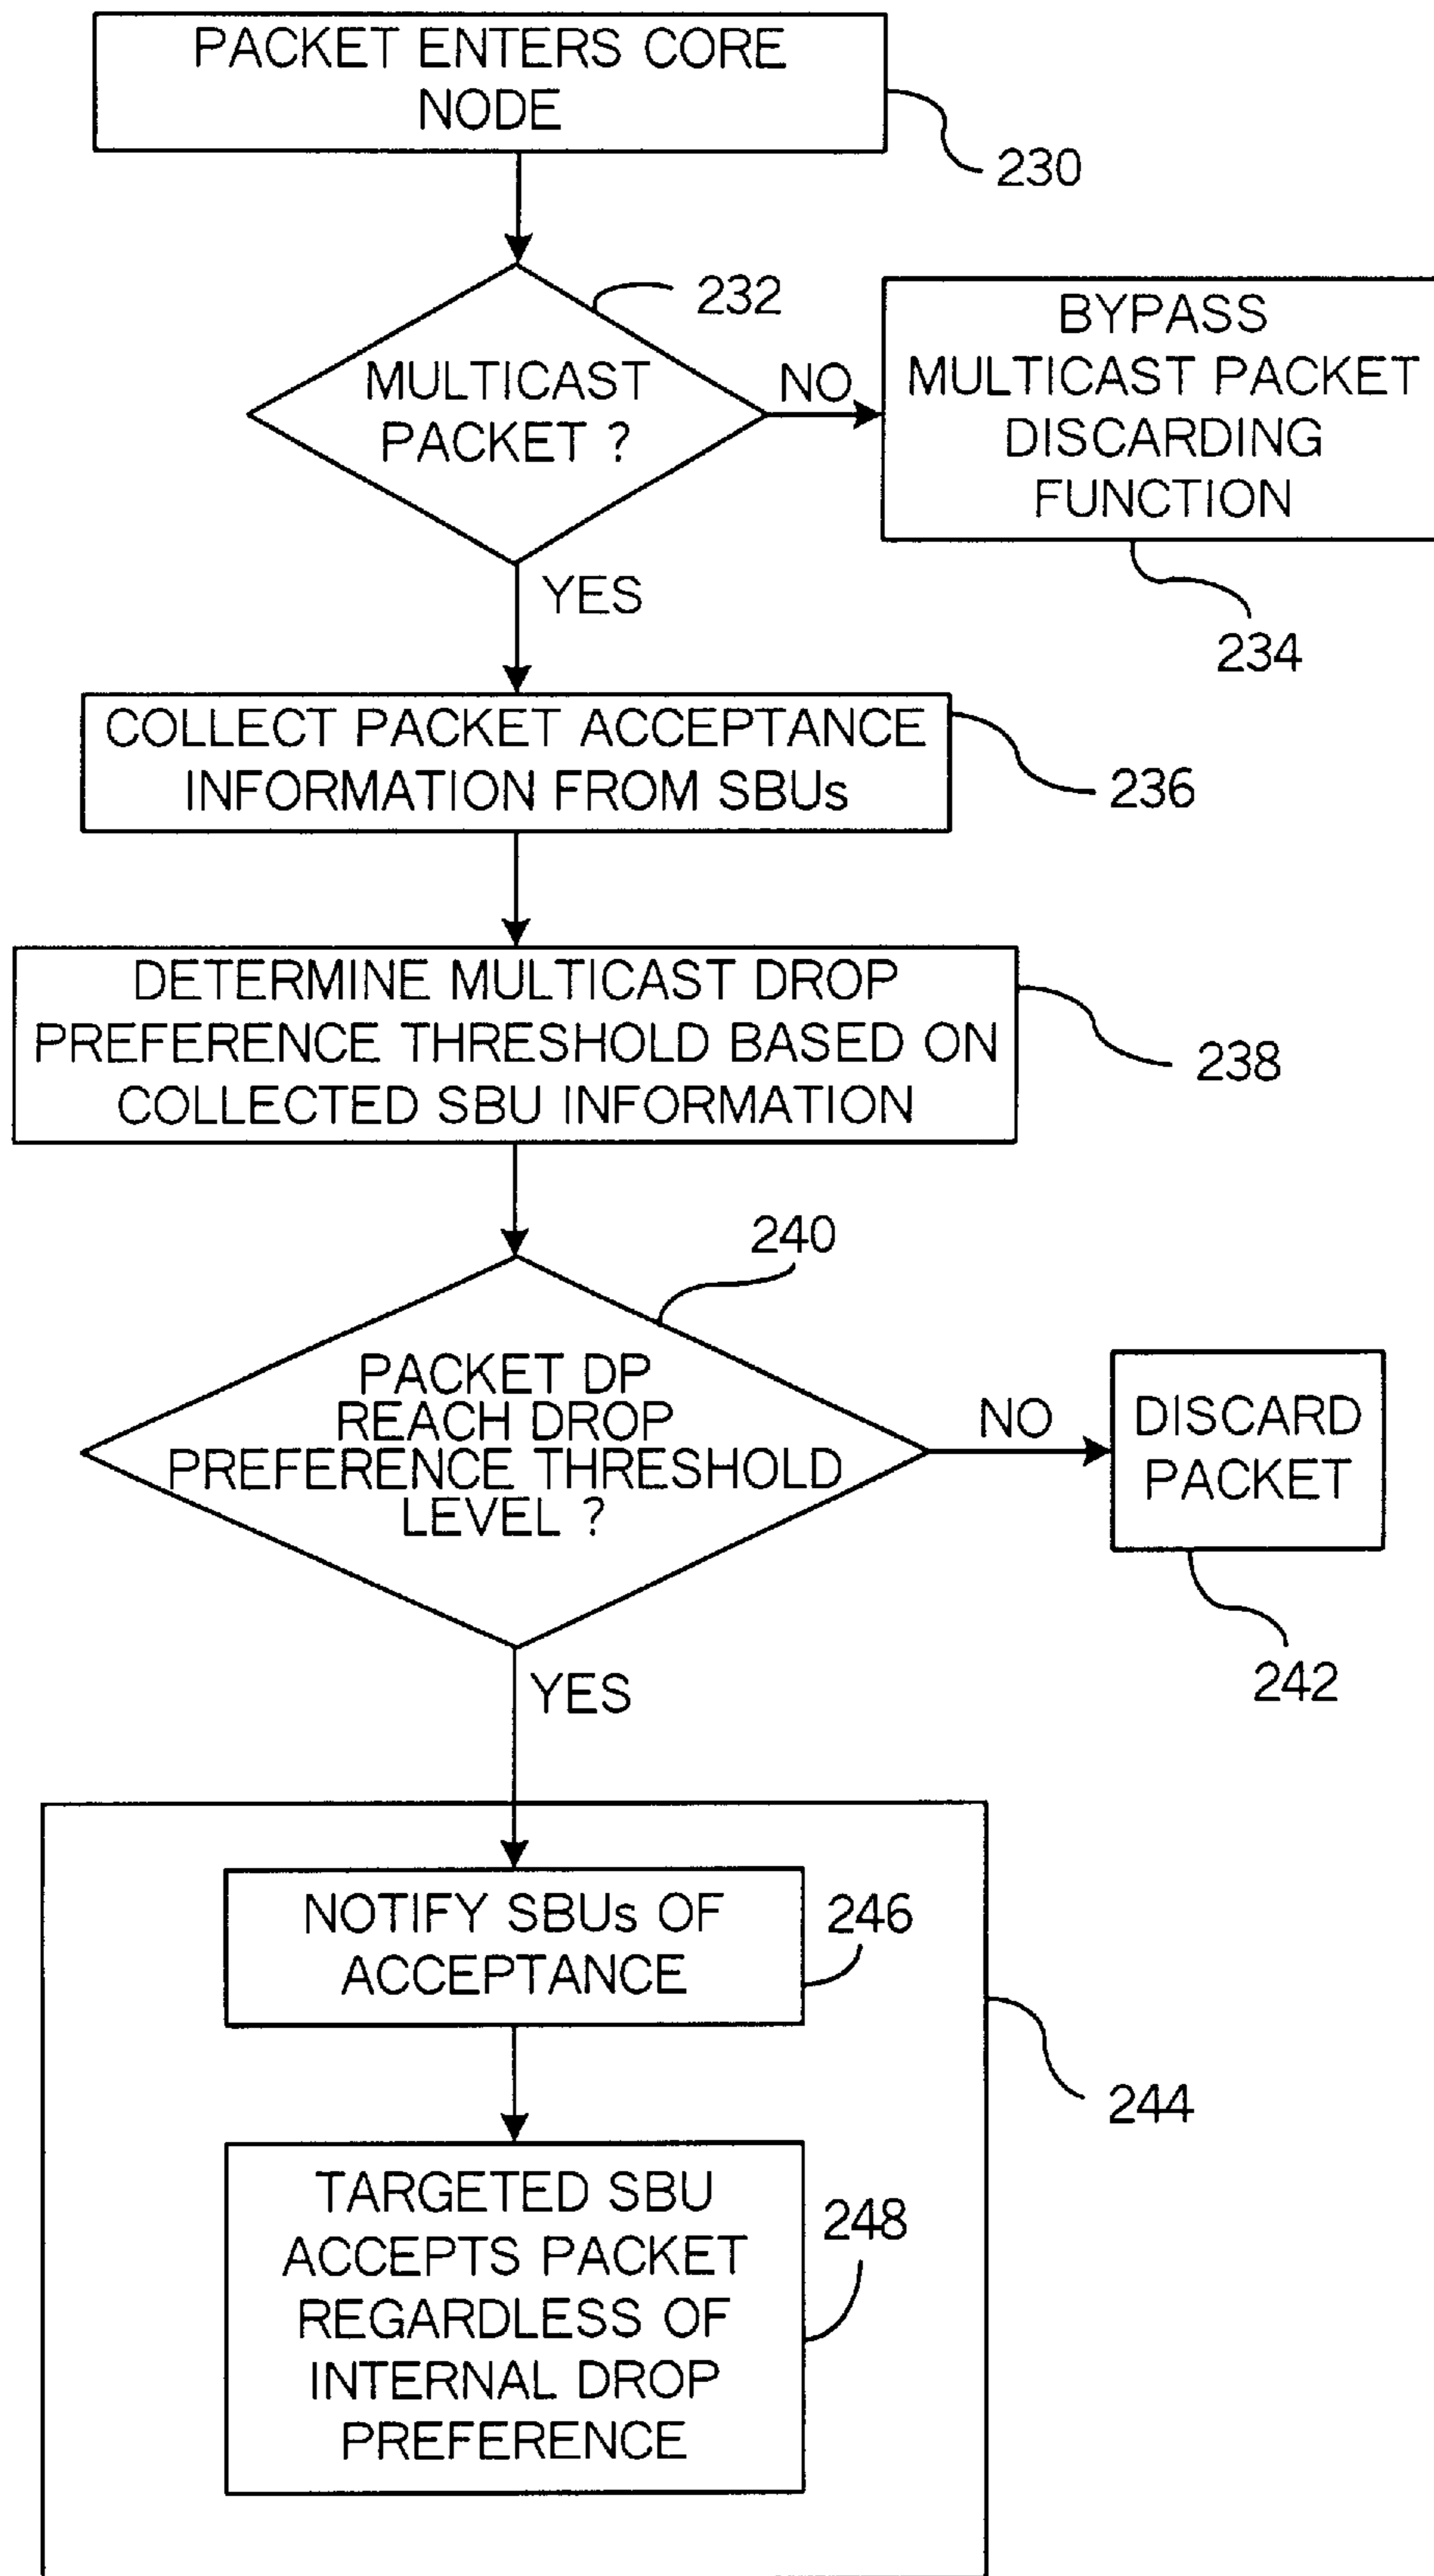 PACKET ENTERS CORE
NODE
230
232
MULTICAST
PACKET ?
NO
BYPASS
MULTICAST PACKET
DISCARDING
FUNCTION
234
YES
COLLECT PACKET ACCEPTANCE
INFORMATION FROM SBUs
236
DETERMINE MULTICAST DROP
PREFERENCE THRESHOLD BASED ON
COLLECTED SBU INFORMATION
238
240
PACKET DP
REACH DROP
PREFERENCE THRESHOLD
LEVEL ?
NO
DISCARD
PACKET
242
YES
NOTIFY SBUs OF
ACCEPTANCE
246
244
TARGETED SBU
ACCEPTS PACKET
REGARDLESS OF
INTERNAL DROP
PREFERENCE
248